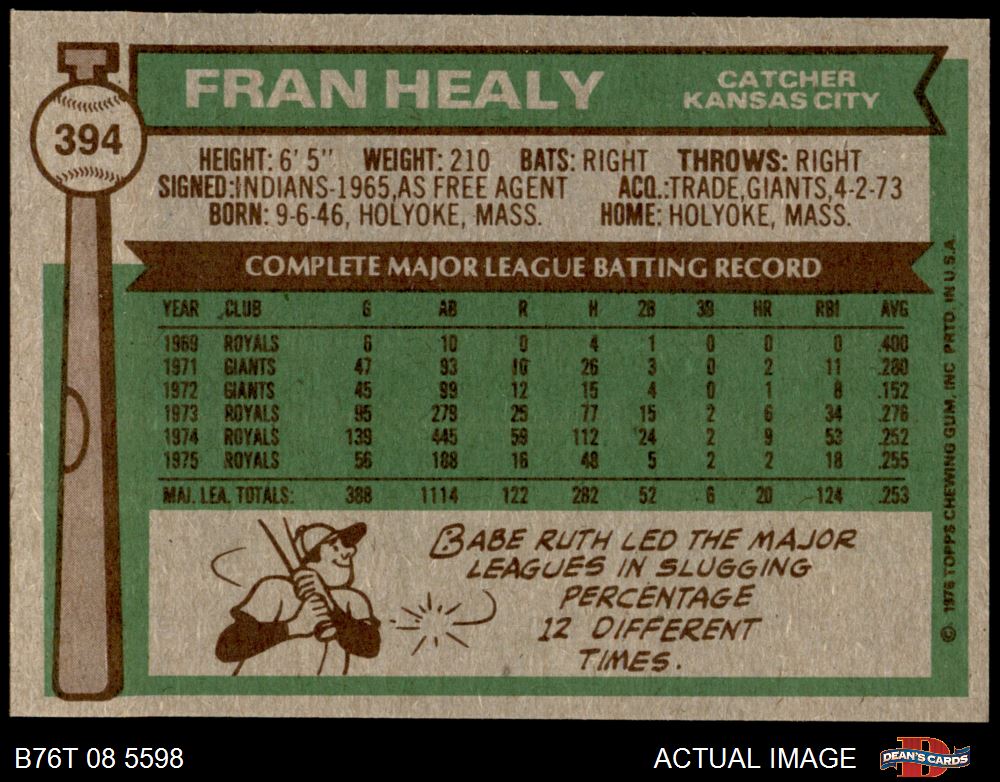 394
FRAN HEALY
CATCHER
KANSAS CITY
HEIGHT: 6' 5" WEIGHT: 210 BATS: RIGHT THROWS: RIGHT
SIGNED: INDIANS-1965, AS FREE AGENT ACQ.: TRADE, GIANTS, 4-2-73
BORN: 9-6-46, HOLYOKE, MASS. HOME: HOLYOKE, MASS.
COMPLETE MAJOR LEAGUE BATTING RECORD
YEAR CLUB G AB R H 2B 3B HR RBI AVG
1969 ROYALS 6 10 0 4 1 0 0 0 .400
1971 GIANTS 47 93 10 26 3 0 2 11 .280
1972 GIANTS 45 99 12 15 4 0 1 8 .152
1973 ROYALS 95 279 25 77 15 2 6 34 .276
1974 ROYALS 139 445 59 112 24 2 9 53 .252
1975 ROYALS 56 188 16 48 5 2 2 18 .255
MAJ. LEA. TOTALS: 388 1114 122 282 52 6 20 124 .253
BABE RUTH LED THE MAJOR
LEAGUES IN SLUGGING
PERCENTAGE
12 DIFFERENT
TIMES.
© 1976 TOPPS CHEWING GUM, INC PRTD. IN U.S.A.
B76T 08 5598
ACTUAL IMAGE
DEAN'S CARDS